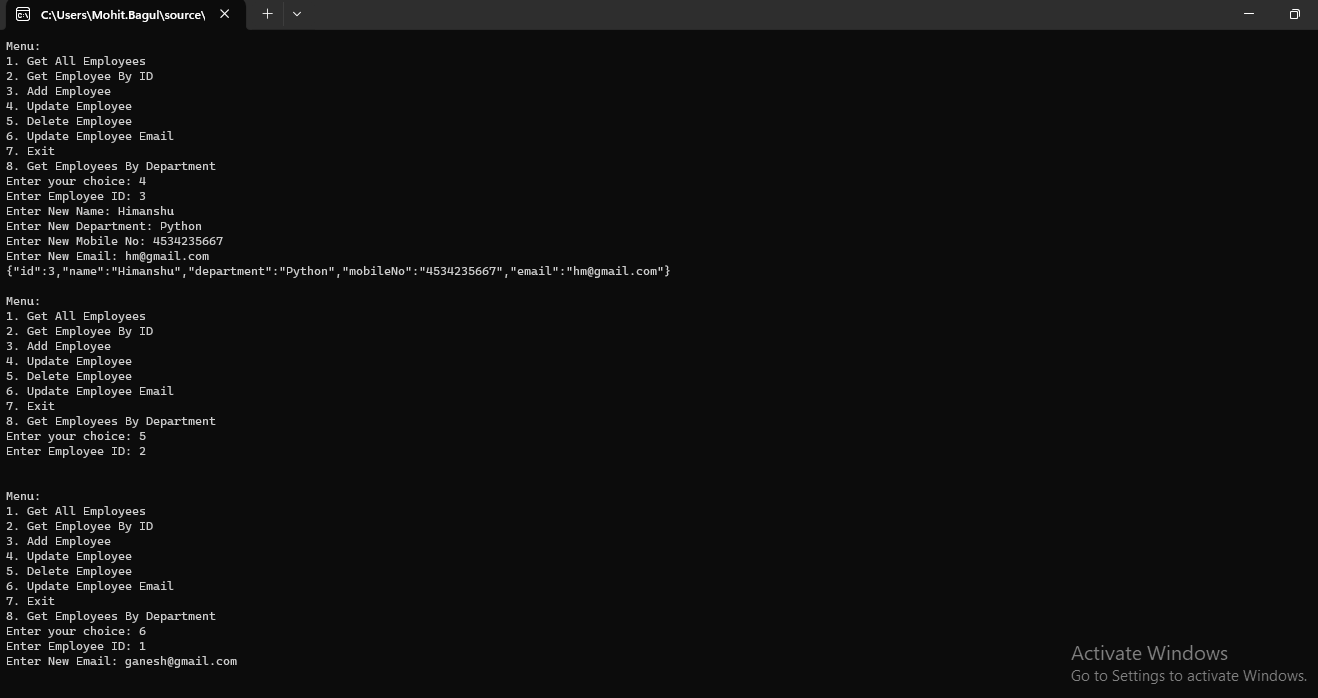 C:\Users\Mohit.Bagul\source\
Menu:
1. Get All Employees
2. Get Employee By ID
3. Add Employee
4. Update Employee
5. Delete Employee
6. Update Employee Email
7. Exit
8. Get Employees By Department
Enter your choice: 4
Enter Employee ID: 3
Enter New Name: Himanshu
Enter New Department: Python
Enter New Mobile No: 4534235667
Enter New Email: hm@gmail.com
{"id":3,"name":"Himanshu","department":"Python","mobileNo":"4534235667","email":"hm@gmail.com"}
Menu:
1. Get All Employees
2. Get Employee By ID
3. Add Employee
4. Update Employee
5. Delete Employee
6. Update Employee Email
7. Exit
8. Get Employees By Department
Enter your choice: 5
Enter Employee ID: 2
Menu:
1. Get All Employees
2. Get Employee By ID
3. Add Employee
4. Update Employee
5. Delete Employee
6. Update Employee Email
7. Exit
8. Get Employees By Department
Enter your choice: 6
Enter Employee ID: 1
Enter New Email: ganesh@gmail.com
Activate Windows
Go to Settings to activate Windows.